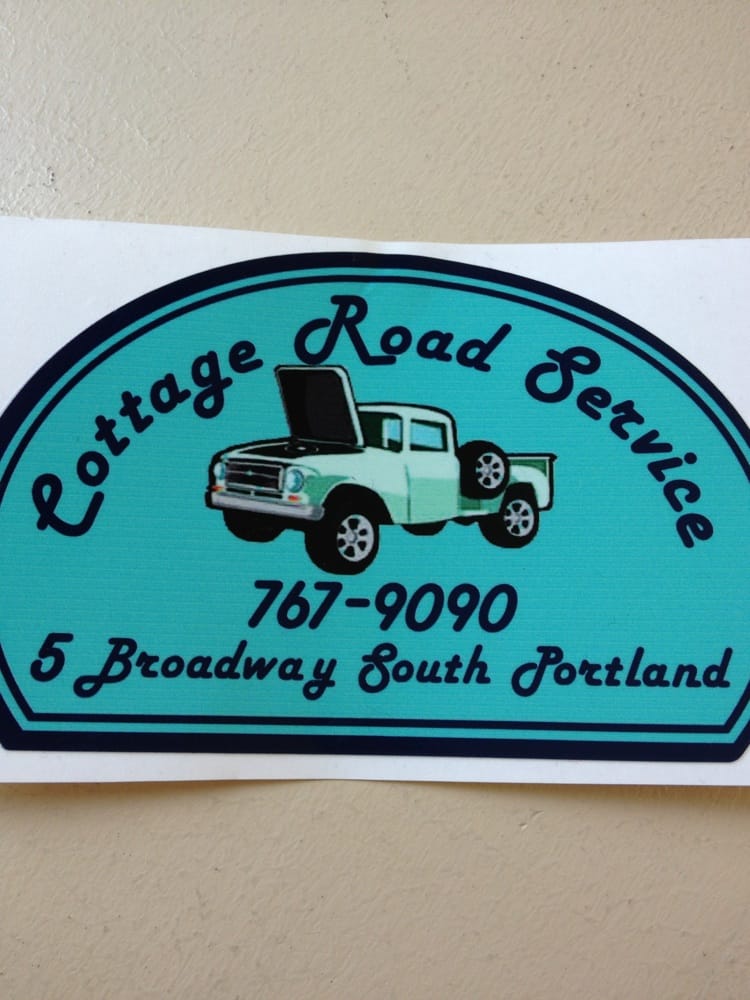 Cottage Road Service
767-9090
5 Broadway South Portland